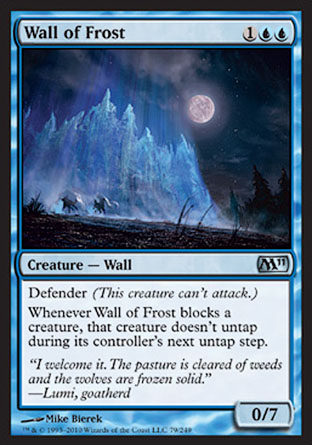 Wall of Frost 1
Creature — Wall M11
Defender (This creature can't attack.)
Whenever Wall of Frost blocks a
creature, that creature doesn't untap
during its controller's next untap step.
“I welcome it. The pasture is cleared of weeds
and the wolves are frozen solid.”
—Lumi, goatherd
Mike Bierek 0/7
™ & © 1993–2010 Wizards of the Coast LLC 79/249